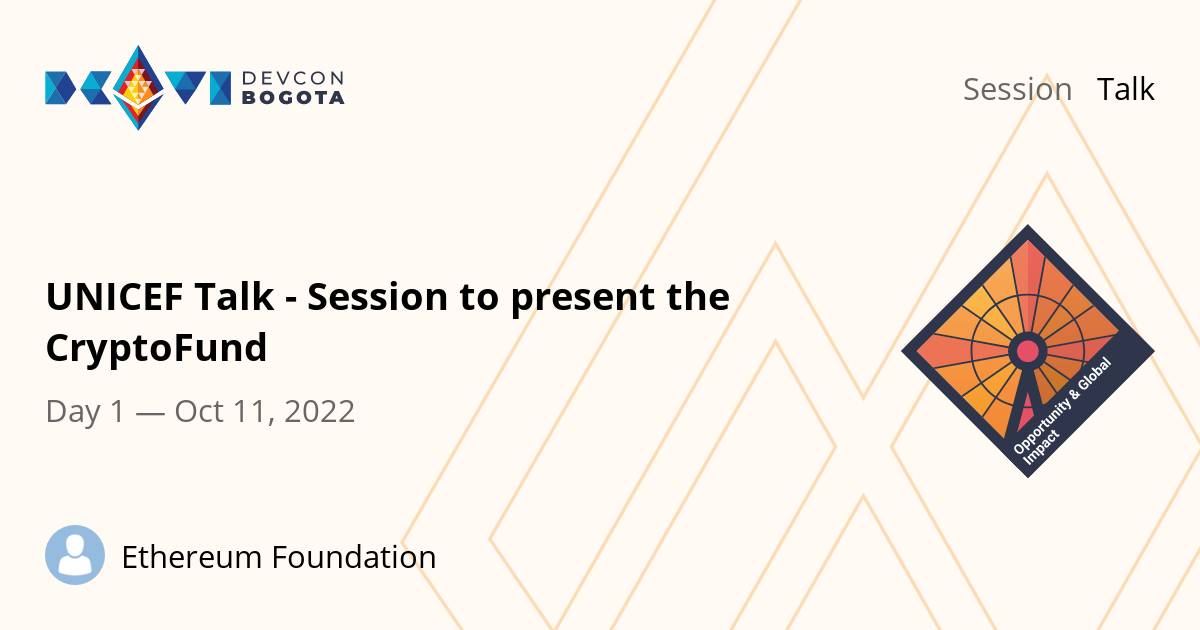 DEVCON
BOGOTA
Session Talk
UNICEF Talk - Session to present the
CryptoFund
Day 1 — Oct 11, 2022
Opportunity & Global
Impact
Ethereum Foundation